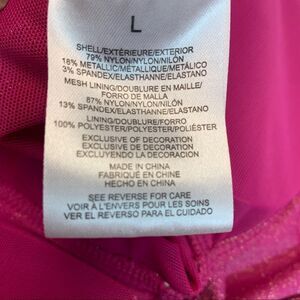 L
SHELL/EXTÉRIEURE/EXTERIOR
79% NYLON/NYLON/NILÓN
18% METALLIC/MÉTALLIQUE/METÁLICO
3% SPANDEX/ELASTHANNE/ELASTANO
MESH LINING/DOUBLURE EN MAILLE/
FORRO DE MALLA
87% NYLON/NYLON/NILÓN
13% SPANDEX/ELASTHANNE/ELASTANO
LINING/DOUBLURE/FORRO
100% POLYESTER/POLYESTER/POLIÉSTER
EXCLUSIVE OF DECORATION
EXCLUSIVE DE DECORATION
EXCLUYENDO LA DECORACION
MADE IN CHINA
FABRIQUÉ EN CHINE
HECHO EN CHINA
SEE REVERSE FOR CARE
VOIR À L'ENVERS POUR LES SOINS
VER EL REVERSO PARA EL CUIDADO